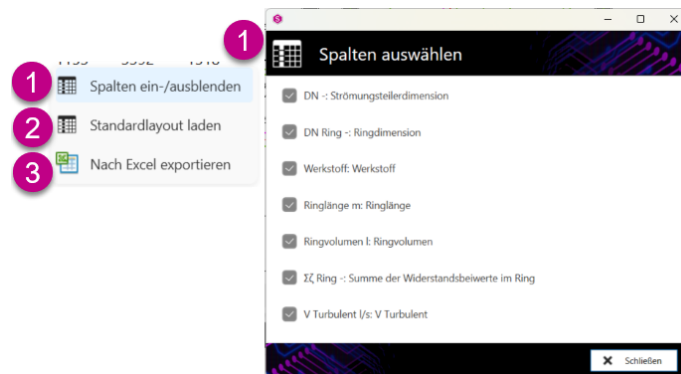 1
Spalten auswählen
1 Spalten ein-/ausblenden
2 Standardlayout laden
3 Nach Excel exportieren
DN -: Strömungsteilerdimension
DN Ring -: Ringdimension
Werkstoff: Werkstoff
Ringlänge m: Ringlänge
Ringvolumen l: Ringvolumen
Σζ Ring -: Summe der Widerstandsbeiwerte im Ring
V Turbulent l/s: V Turbulent
Schließen